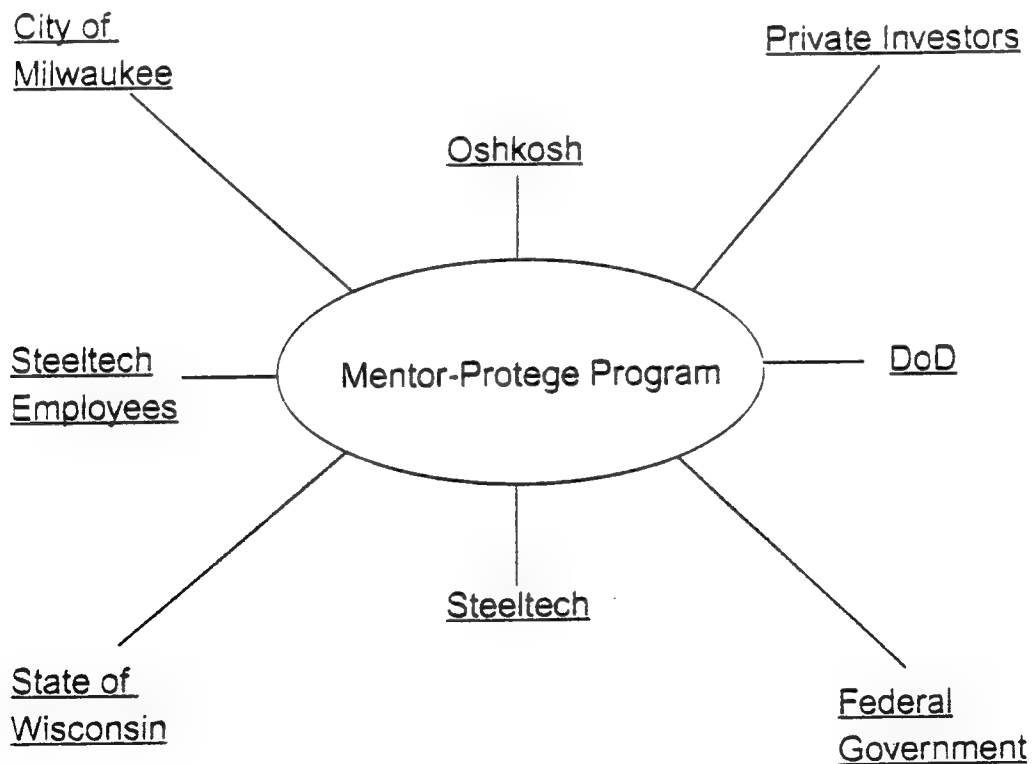 City of
Milwaukee
Private Investors
Oshkosh
Steeltech
Employees
Mentor-Protege Program
DoD
Steeltech
State of
Wisconsin
Federal
Government